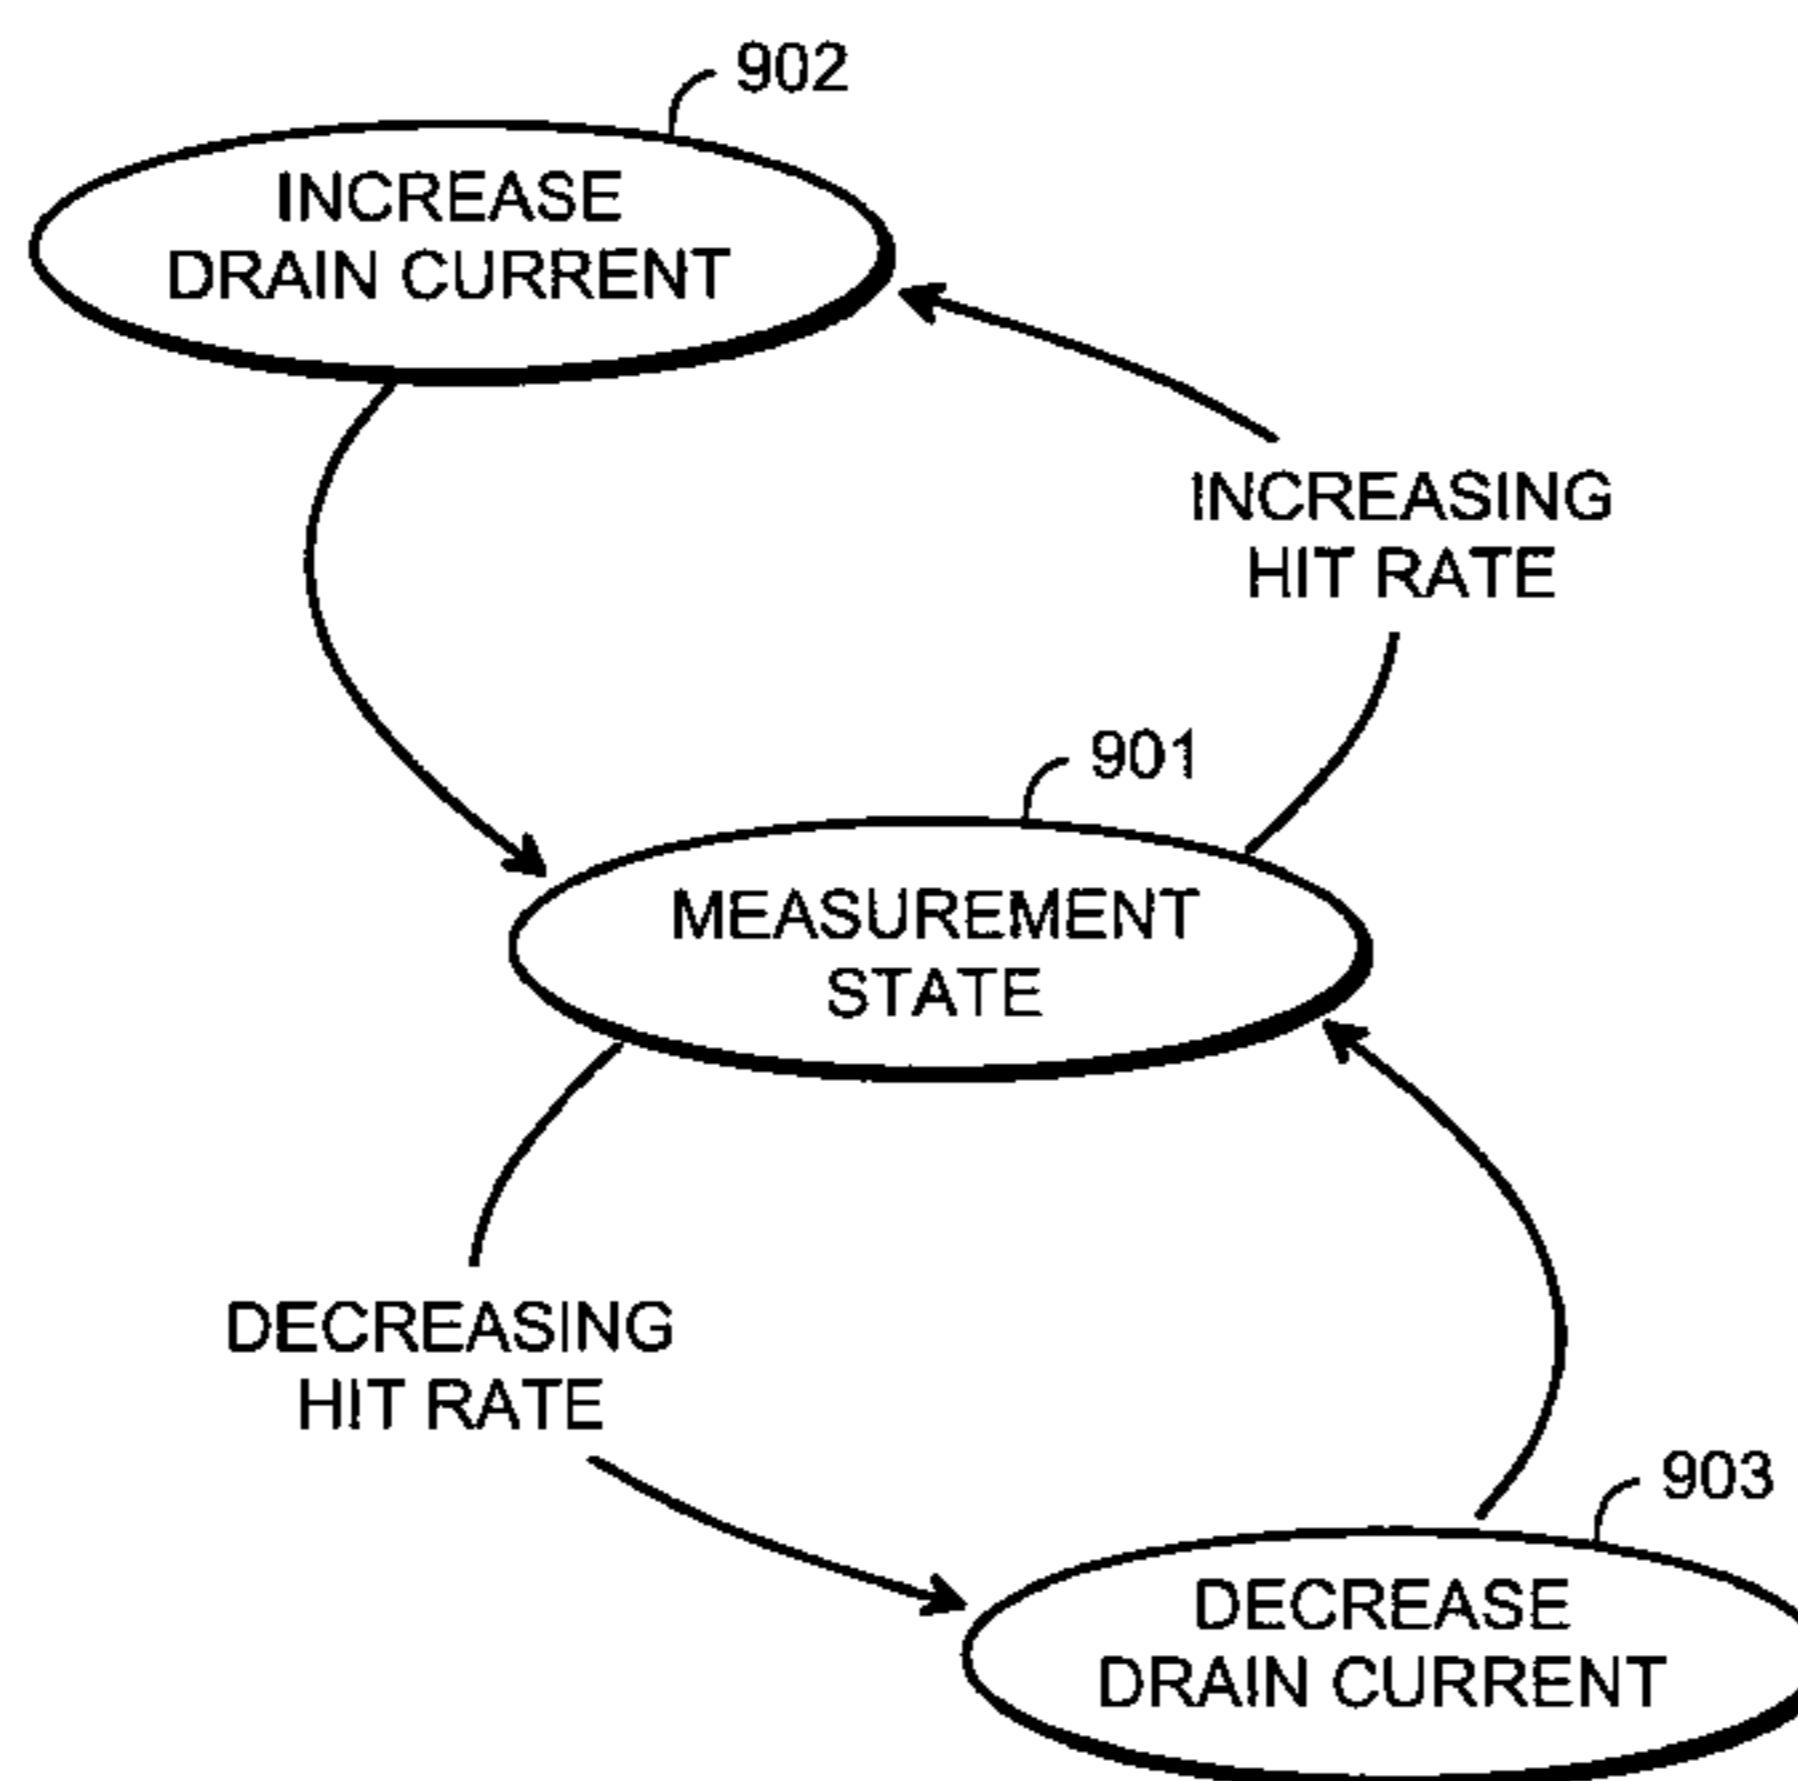 902
INCREASE
DRAIN CURRENT
INCREASING
HIT RATE
901
MEASUREMENT
STATE
DECREASING
HIT RATE
903
DECREASE
DRAIN CURRENT